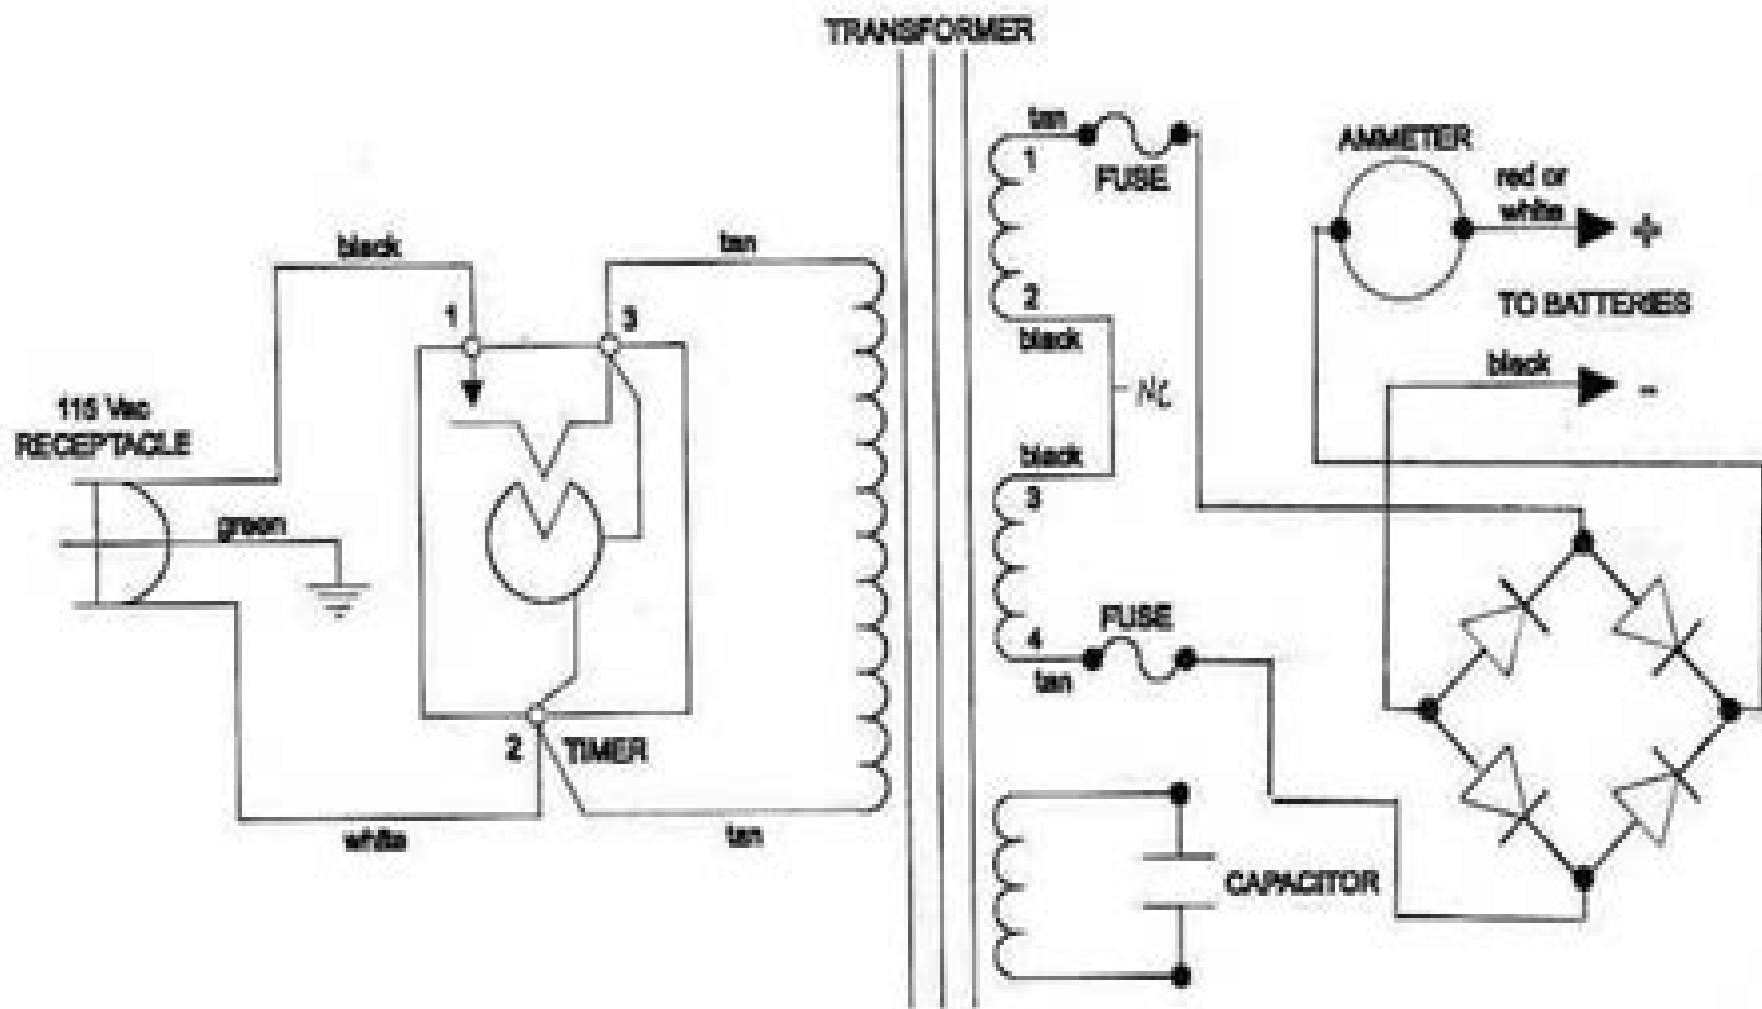 TRANSFORMER
tan
1
FUSE
2
black
NC
black
3
FUSE
4
tan
AMMETER
red or
white
+
TO BATTERIES
black
-
black
tan
1
3
115 Vac
RECEPTACLE
green
2
TIMER
white
tan
CAPACITOR